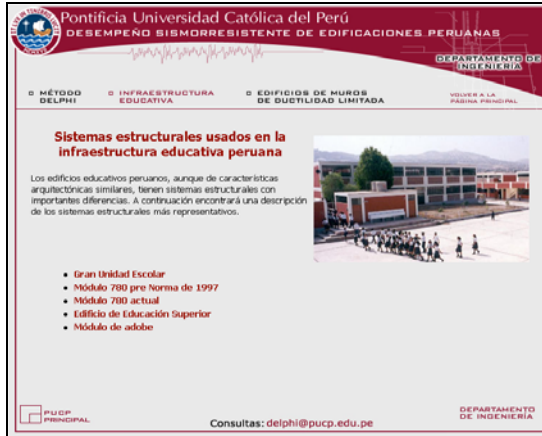 Pontificia Universidad Católica del Perú
DESEMPEÑO SISMORRESISTENTE DE EDIFICACIONES PERUANAS
DEPARTAMENTO DE
INGENIERÍA
MÉTODO
DELPHI
INFRAESTRUCTURA
EDUCATIVA
EDIFICIOS DE MUROS
DE DUCTILIDAD LIMITADA
VOLVER A LA
PÁGINA PRINCIPAL
Sistemas estructurales usados en la
infraestructura educativa peruana
Los edificios educativos peruanos, aunque de características
arquitectónicas similares, tienen sistemas estructurales con
importantes diferencias. A continuación encontrará una descripción
de los sistemas estructurales más representativos.
• Gran Unidad Escolar
• Módulo 780 pre Norma de 1997
• Módulo 780 actual
• Edificio de Educación Superior
• Módulo de adobe
PUCP
PRINCIPAL
Consultas: delphi@pucp.edu.pe
DEPARTAMENTO
DE INGENIERÍA